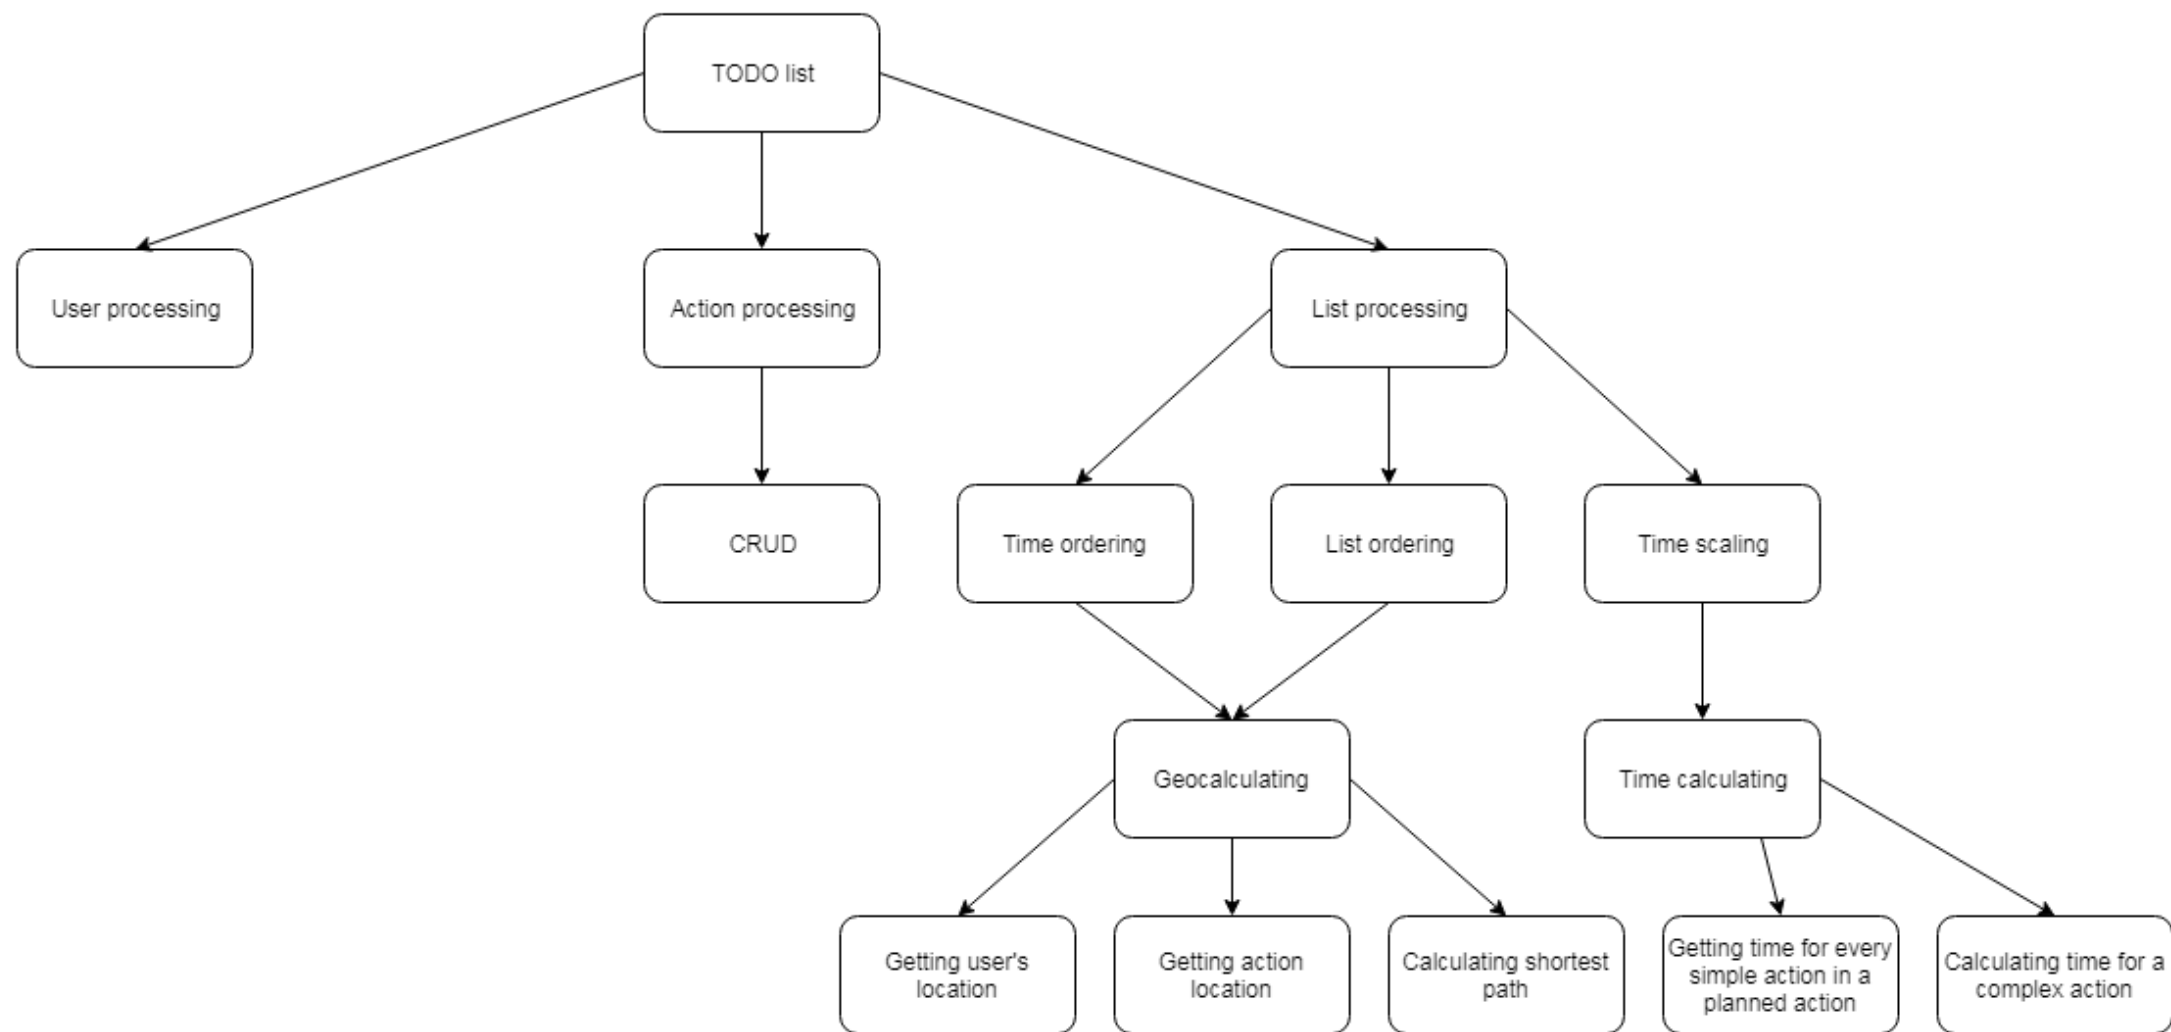 TODO list
User processing
Action processing
List processing
CRUD
Time ordering
List ordering
Time scaling
Geocalculating
Time calculating
Getting user's
location
Getting action
location
Calculating shortest
path
Getting time for every
simple action in a
planned action
Calculating time for a
complex action